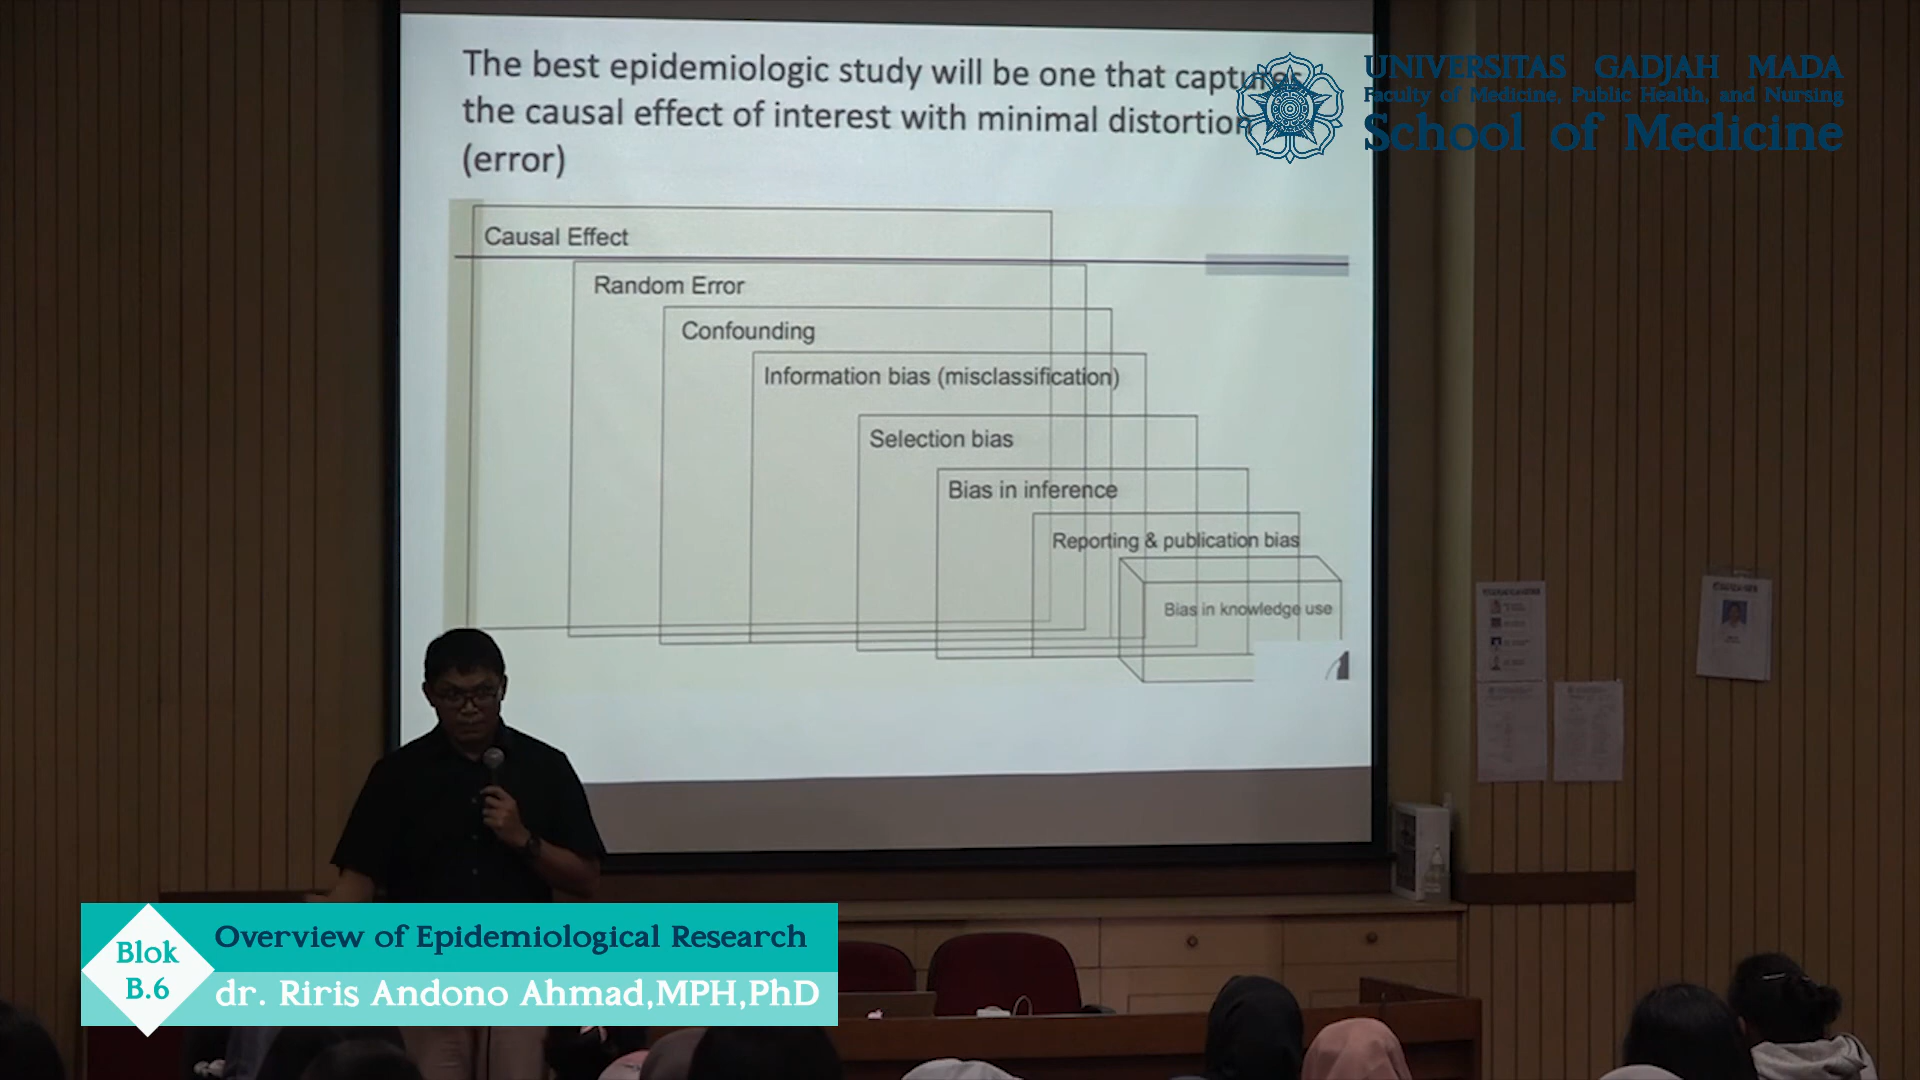 The best epidemiologic study will be one that captures
the causal effect of interest with minimal distortion
(error)
UNIVERSITAS GADJAH MADA
Faculty of Medicine, Public Health, and Nursing
School of Medicine
Causal Effect
Random Error
Confounding
Information bias (misclassification)
Selection bias
Bias in inference
Reporting & publication bias
Bias in knowledge use
Blok
B.6
Overview of Epidemiological Research
dr. Riris Andono Ahmad,MPH,PhD